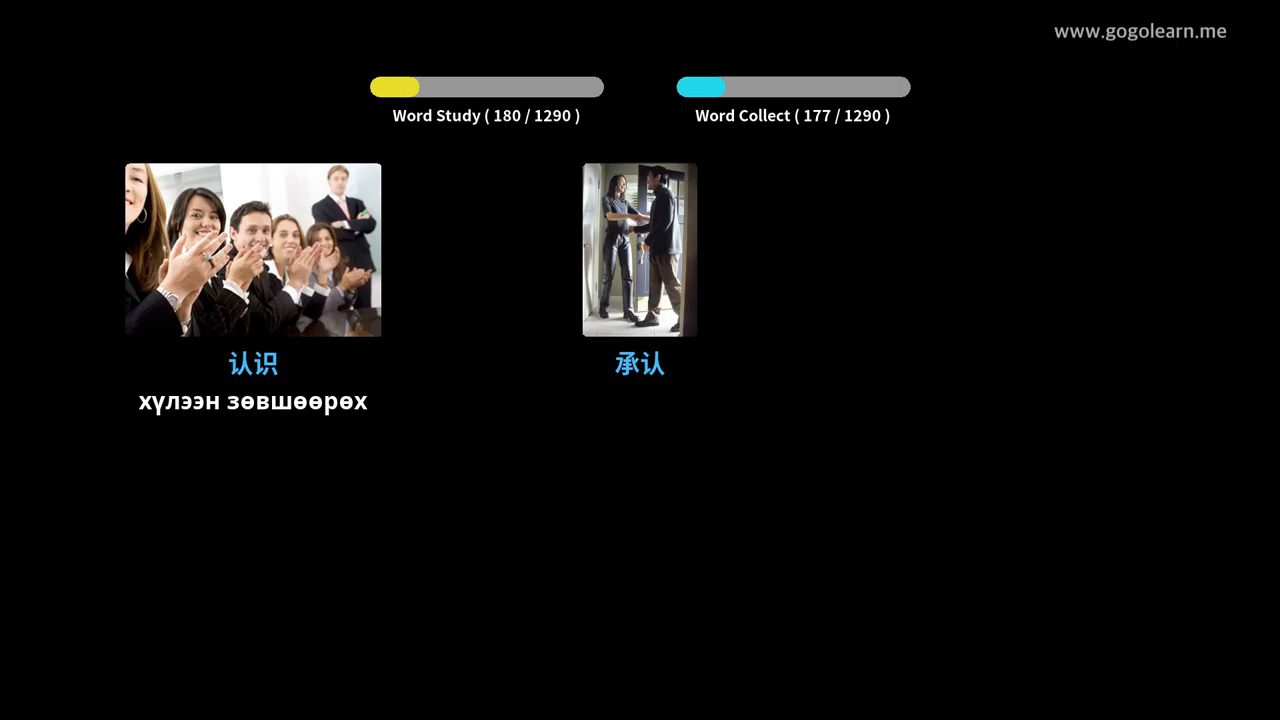 www.gogolearn.me
Word Study ( 180 / 1290 )
Word Collect ( 177 / 1290 )
认识
承认
хүлээн зөвшөөрөх